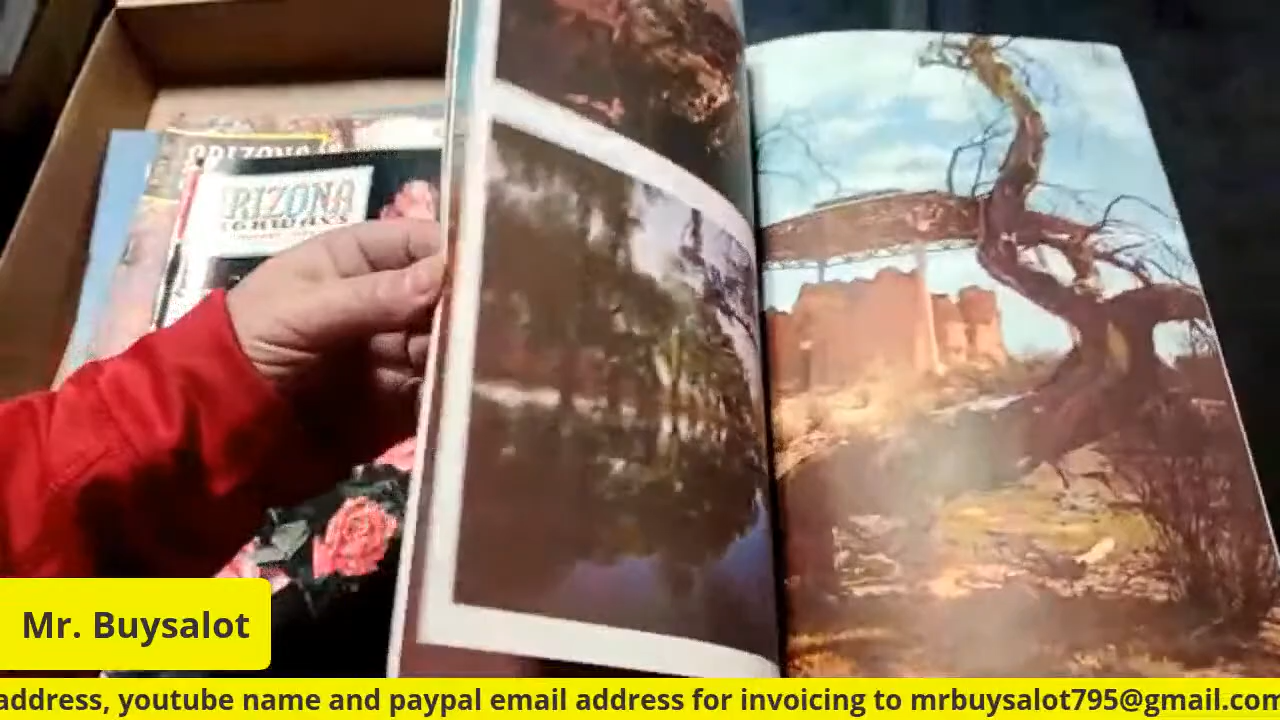 ARIZONA
ARIZONA
HIGHWAYS
Mr. Buysalot
address, youtube name and paypal email address for invoicing to mrbuysalot795@gmail.com